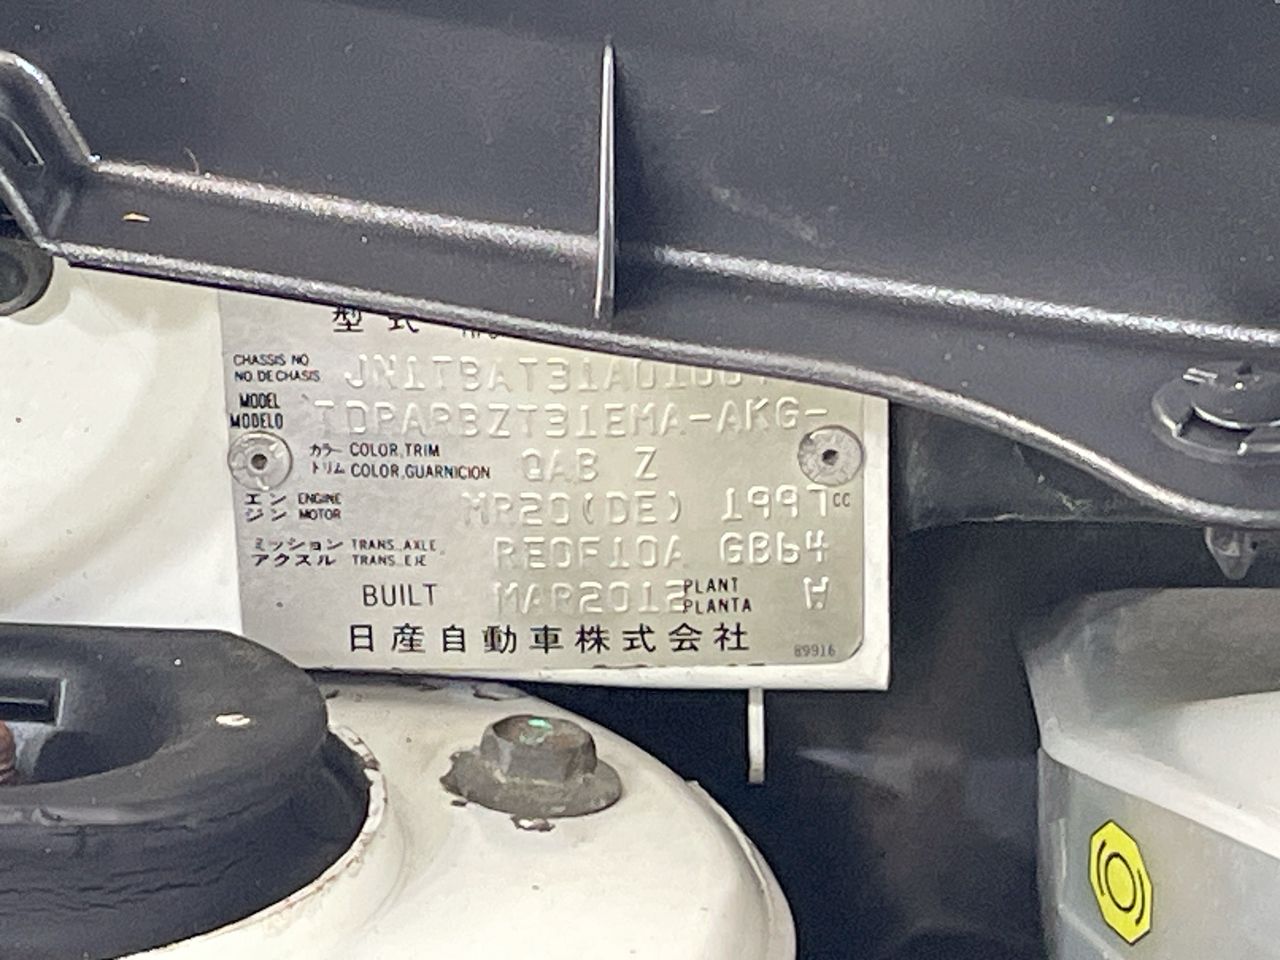 型式
CHASSIS NO
NO. DE CHASIS JN1TBAT31A0
MODEL
MODELO TDRARBZT31EMA-AKG-
カラー COLOR, TRIM
トリム COLOR, GUARNICION QAB Z
エン ENGINE
ジン MOTOR MR20(DE) 1997CC
ミッション TRANS. AXLE
アクスル TRANS. EJE RE0F10A GB64
BUILT MAR2012 PLANT
PLANTA A
日産自動車株式会社
89916